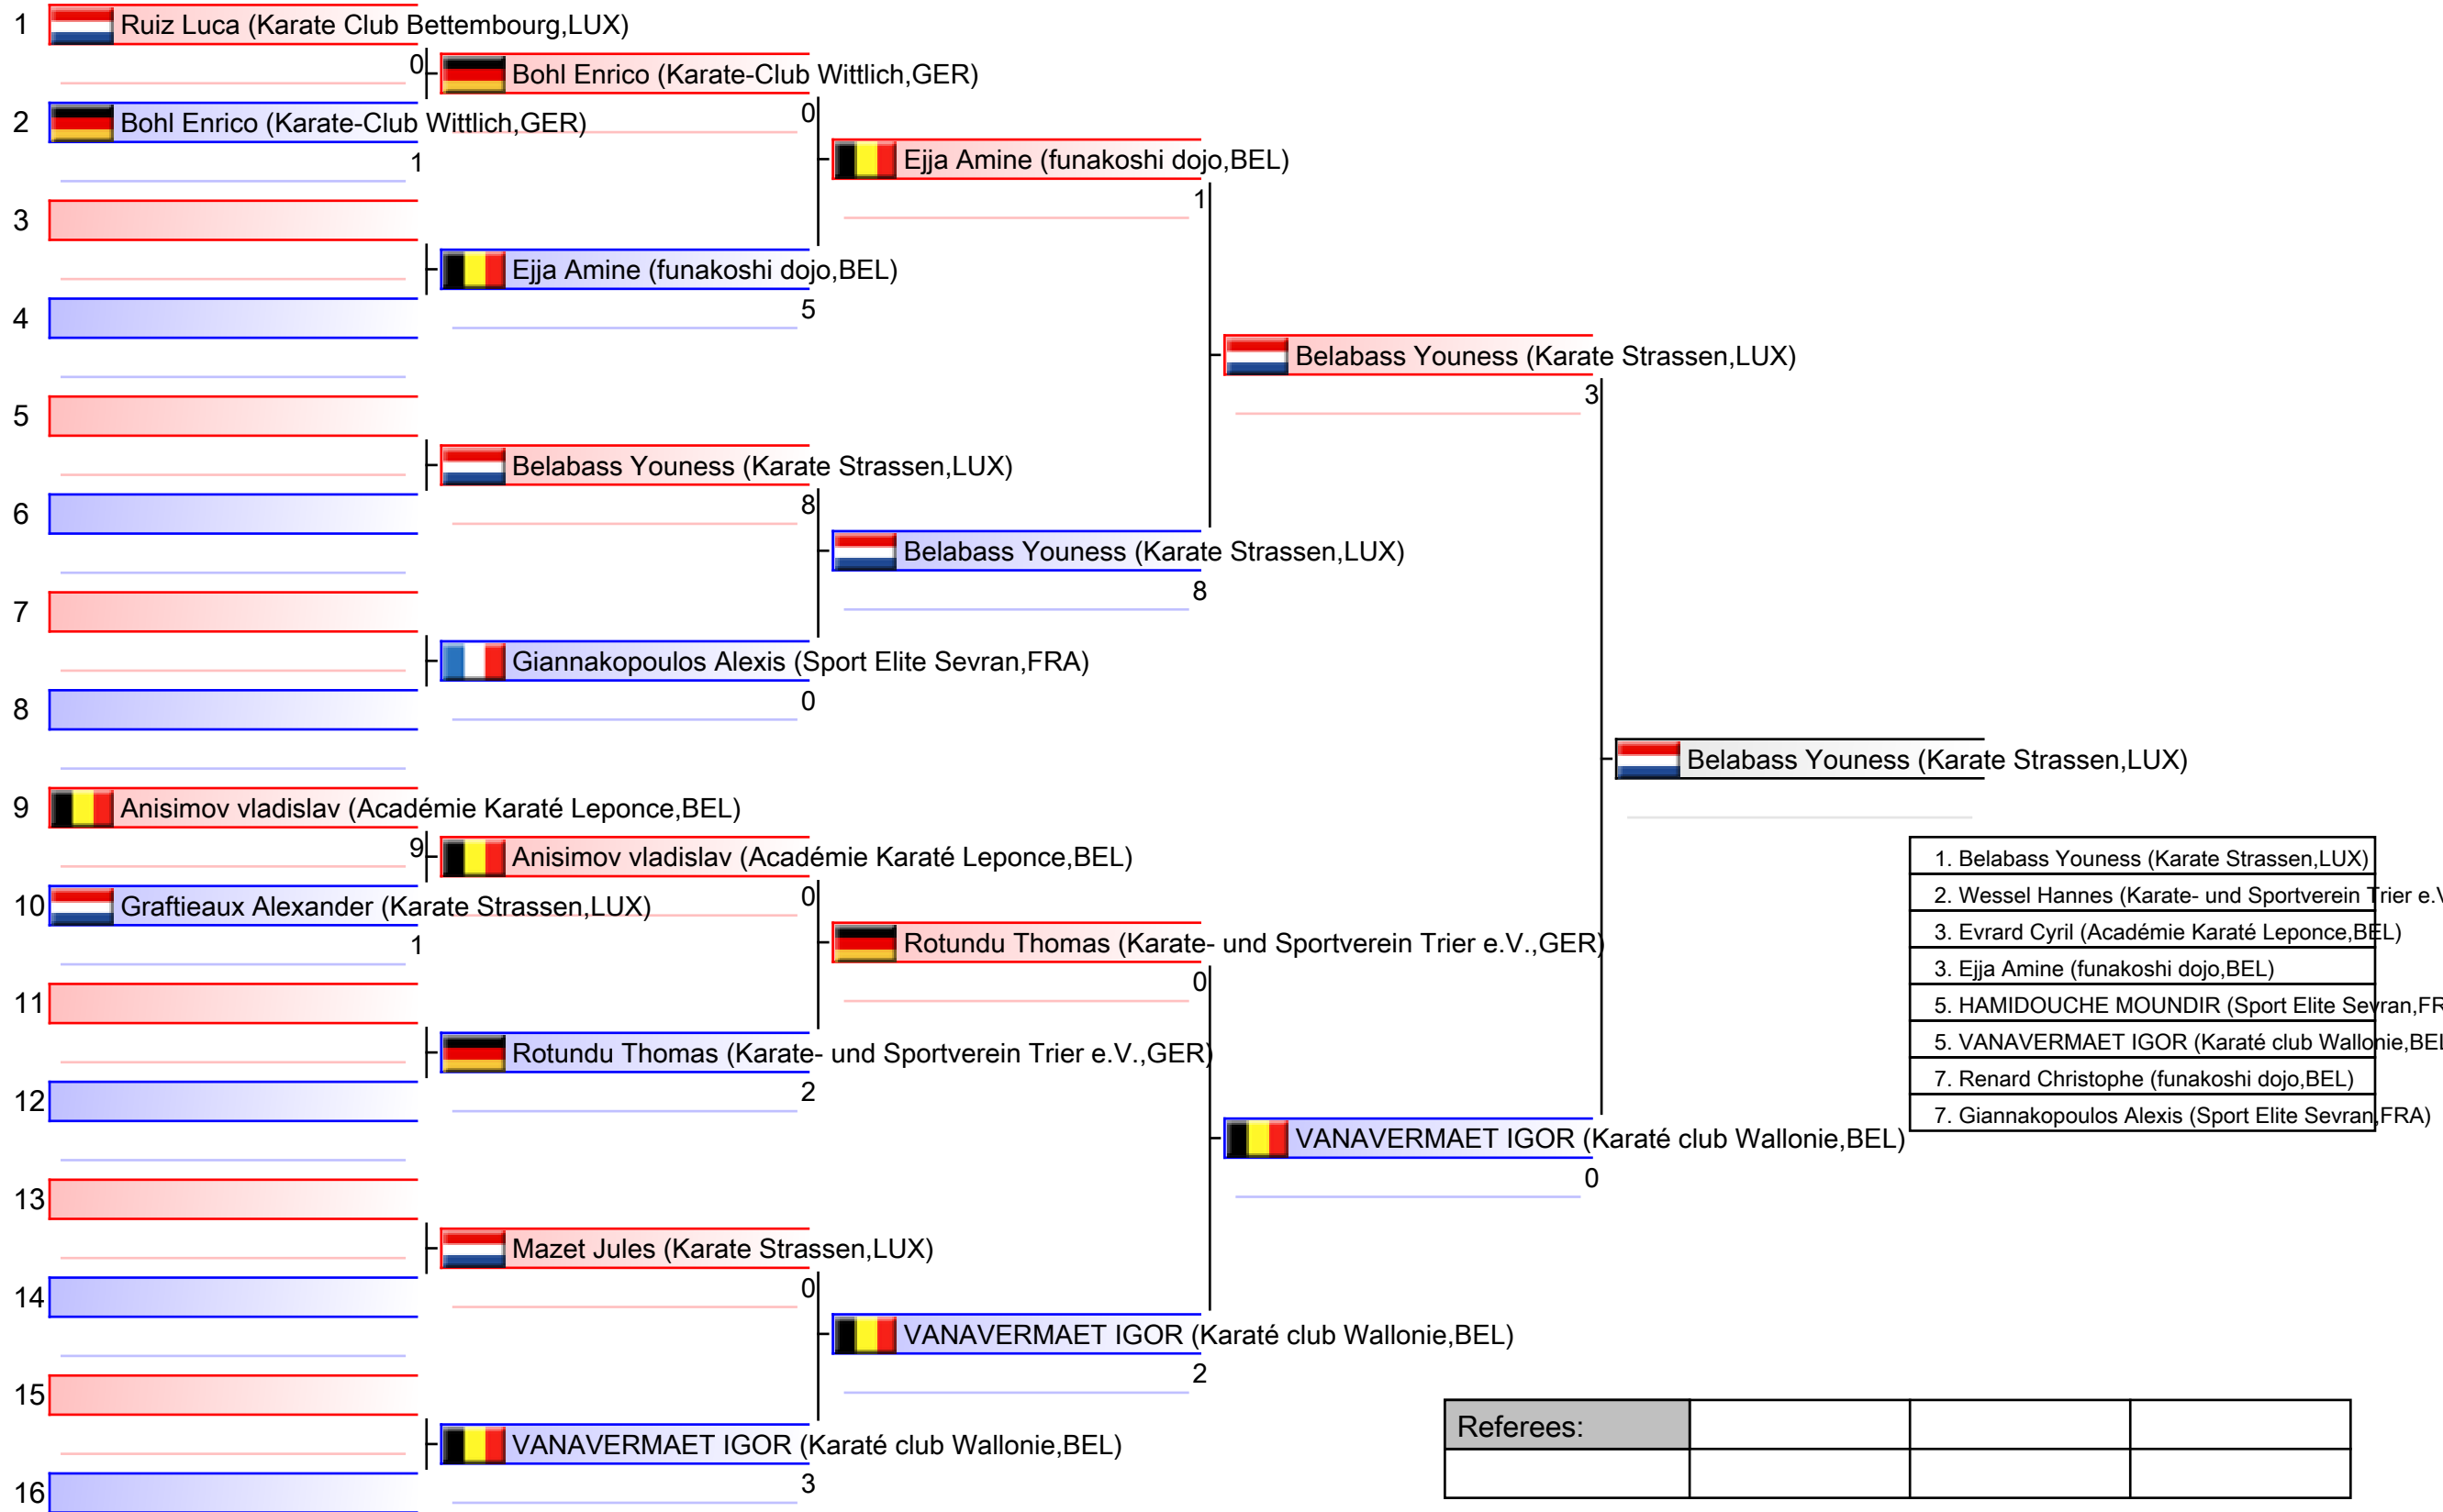 1 Ruiz Luca (Karate Club Bettembourg,LUX)
0
Bohl Enrico (Karate-Club Wittlich,GER)
0
2 Bohl Enrico (Karate-Club Wittlich,GER)
1
Ejja Amine (funakoshi dojo,BEL)
1
3
Ejja Amine (funakoshi dojo,BEL)
5
4
Belabass Youness (Karate Strassen,LUX)
3
5
Belabass Youness (Karate Strassen,LUX)
8
6
Belabass Youness (Karate Strassen,LUX)
8
7
Giannakopoulos Alexis (Sport Elite Sevran,FRA)
0
8
Belabass Youness (Karate Strassen,LUX)
9 Anisimov vladislav (Académie Karaté Leponce,BEL)
9
Anisimov vladislav (Académie Karaté Leponce,BEL)
0
10 Graftieaux Alexander (Karate Strassen,LUX)
1
Rotundu Thomas (Karate- und Sportverein Trier e.V.,GER)
0
11
Rotundu Thomas (Karate- und Sportverein Trier e.V.,GER)
2
12
VANAVERMAET IGOR (Karaté club Wallonie,BEL)
0
13
Mazet Jules (Karate Strassen,LUX)
0
14
VANAVERMAET IGOR (Karaté club Wallonie,BEL)
2
15
VANAVERMAET IGOR (Karaté club Wallonie,BEL)
3
16
1. Belabass Youness (Karate Strassen,LUX)
2. Wessel Hannes (Karate- und Sportverein Trier e.V
3. Evrard Cyril (Académie Karaté Leponce,BEL)
3. Ejja Amine (funakoshi dojo,BEL)
5. HAMIDOUCHE MOUNDIR (Sport Elite Sevran,FR
5. VANAVERMAET IGOR (Karaté club Wallonie,BEL
7. Renard Christophe (funakoshi dojo,BEL)
7. Giannakopoulos Alexis (Sport Elite Sevran,FRA)
Referees: